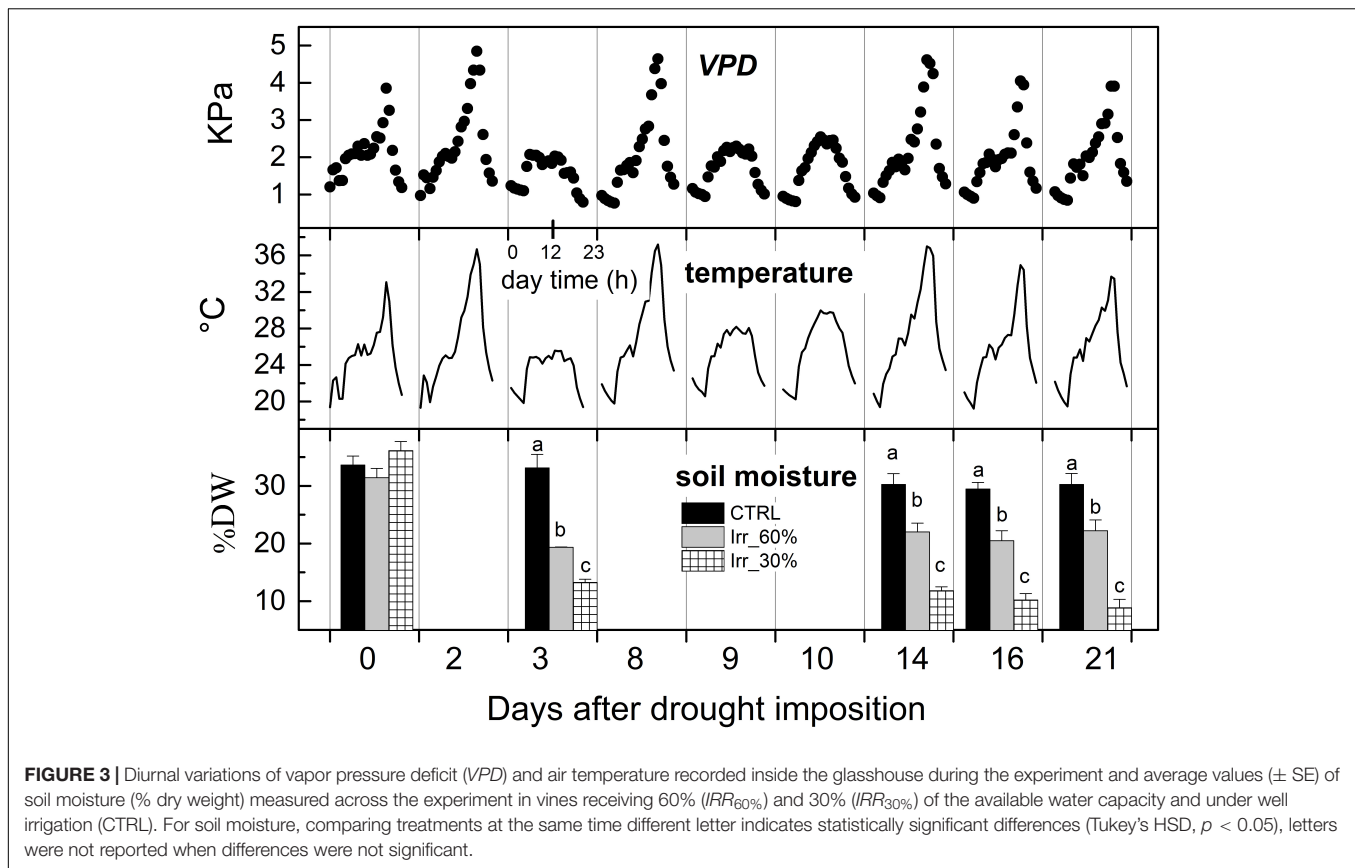 5
4
3
2
1
KPa
VPD
36
32
28
24
20
°C
0 12 23
day time (h)
temperature
30
20
10
%DW
a
b
c
soil moisture
CTRL
Irr_60%
Irr_30%
a
b
c
a
b
c
a
b
c
0 2 3 8 9 10 14 16 21
Days after drought imposition
FIGURE 3 | Diurnal variations of vapor pressure deficit (VPD) and air temperature recorded inside the glasshouse during the experiment and average values (± SE) of
soil moisture (% dry weight) measured across the experiment in vines receiving 60% (IRR60%) and 30% (IRR30%) of the available water capacity and under well
irrigation (CTRL). For soil moisture, comparing treatments at the same time different letter indicates statistically significant differences (Tukey's HSD, p < 0.05), letters
were not reported when differences were not significant.